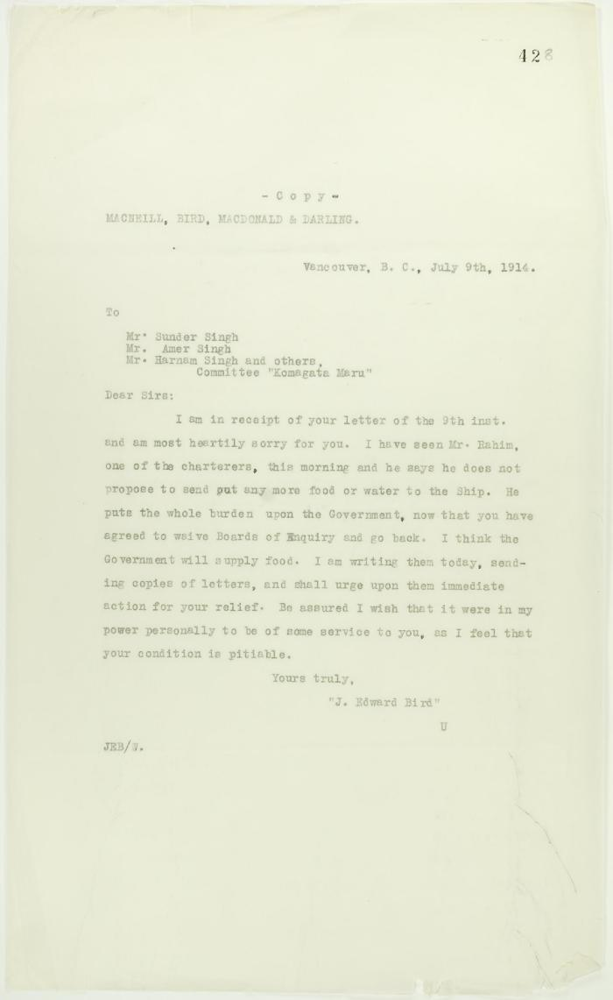 428
- C o p y -
MACNEILL, BIRD, MACDONALD & DARLING.
Vancouver, B. C., July 9th, 1914.
To
Mr. Sunder Singh
Mr. Amer Singh
Mr. Harnam Singh and others,
Committee "Komagata Maru"
Dear Sirs:
I am in receipt of your letter of the 9th inst.
and am most heartily sorry for you. I have seen Mr. Rahim,
one of the charterers, this morning and he says he does not
propose to send out any more food or water to the Ship. He
puts the whole burden upon the Government, now that you have
agreed to waive Boards of Enquiry and go back. I think the
Government will supply food. I am writing them today, send-
ing copies of letters, and shall urge upon them immediate
action for your relief. Be assured I wish that it were in my
power personally to be of some service to you, as I feel that
your condition is pitiable.
Yours truly,
"J. Edward Bird"
U
JEB/W.